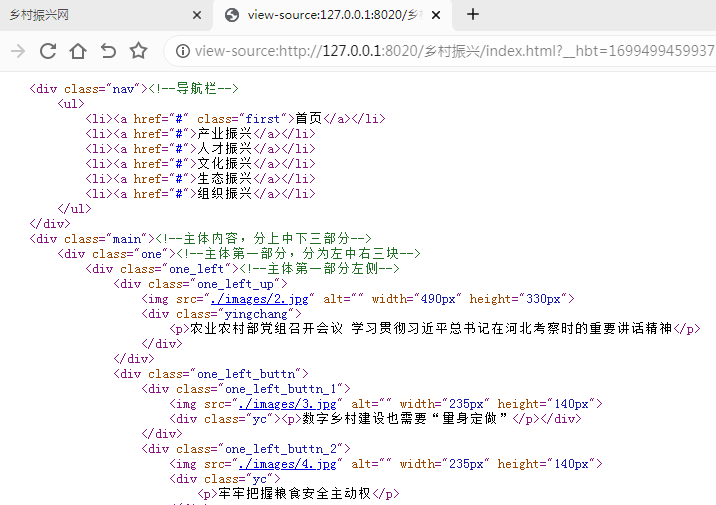 乡村振兴网
view-source:127.0.0.1:8020/乡
view-source:http://127.0.0.1:8020/乡村振兴/index.html?__hbt=1699499459937
<div class="nav"><!--导航栏-->
<ul>
<li><a href="#" class="first">首页</a></li>
<li><a href="#">产业振兴</a></li>
<li><a href="#">人才振兴</a></li>
<li><a href="#">文化振兴</a></li>
<li><a href="#">生态振兴</a></li>
<li><a href="#">组织振兴</a></li>
</ul>
</div>
<div class="main"><!--主体内容，分上中下三部分-->
<div class="one"><!--主体第一部分，分为左中右三块-->
<div class="one_left"><!--主体第一部分左侧-->
<div class="one_left_up">
<img src="./images/2.jpg" alt="" width="490px" height="330px">
<div class="yingchang">
<p>农业农村部党组召开会议 学习贯彻习近平总书记在河北考察时的重要讲话精神</p>
</div>
</div>
<div class="one_left_buttn">
<div class="one_left_buttn_1">
<img src="./images/3.jpg" alt="" width="235px" height="140px">
<div class="yc"><p>数字乡村建设也需要“量身定做”</p></div>
</div>
<div class="one_left_buttn_2">
<img src="./images/4.jpg" alt="" width="235px" height="140px">
<div class="yc">
<p>牢牢把握粮食安全主动权</p>